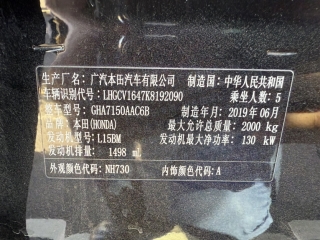 生产厂名：广汽本田汽车有限公司 制造国：中华人民共和国
车辆识别代号：LHGCV1647K8192090 乘坐人数：5
整车型号：GHA7150AAC6B 制造年月：2019年06月
品牌：本田(HONDA) 最大允许总质量：2000 kg
发动机型号：L15BM 发动机最大净功率：130 kW
发动机排量：1498 m
外观颜色代码：NH730 内饰颜色代码：A